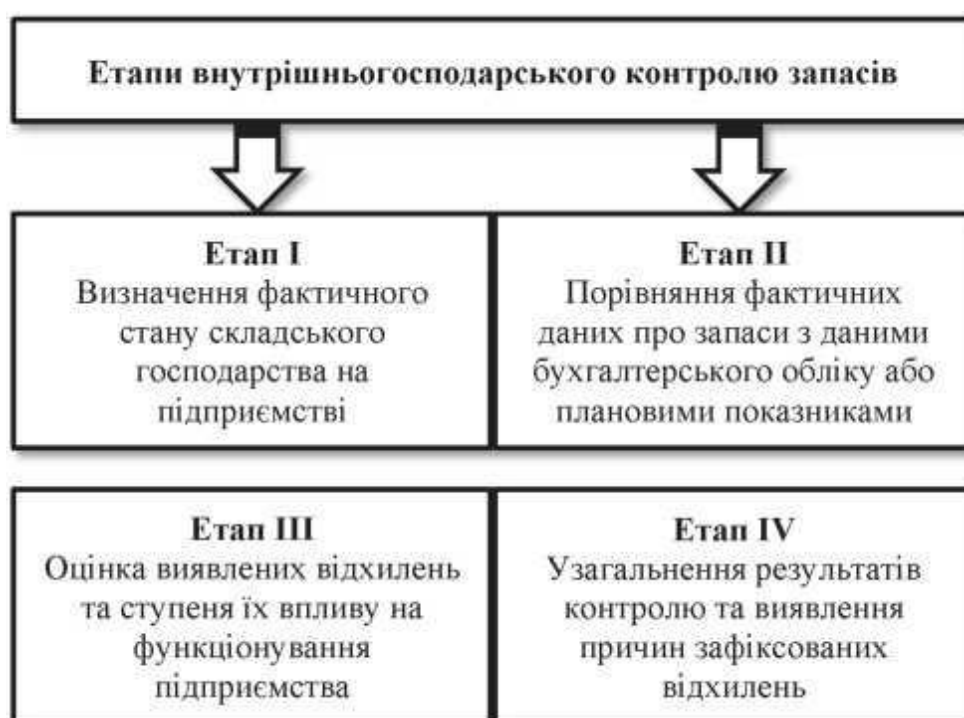 Етапи внутрішньогосподарського контролю запасів
Етап I
Визначення фактичного
стану складського
господарства на
підприємстві
Етап II
Порівняння фактичних
даних про запаси з даними
бухгалтерського обліку або
плановими показниками
Етап III
Оцінка виявлених відхилень
та ступеня їх впливу на
функціонування
підприємства
Етап IV
Узагальнення результатів
контролю та виявлення
причин зафіксованих
відхилень